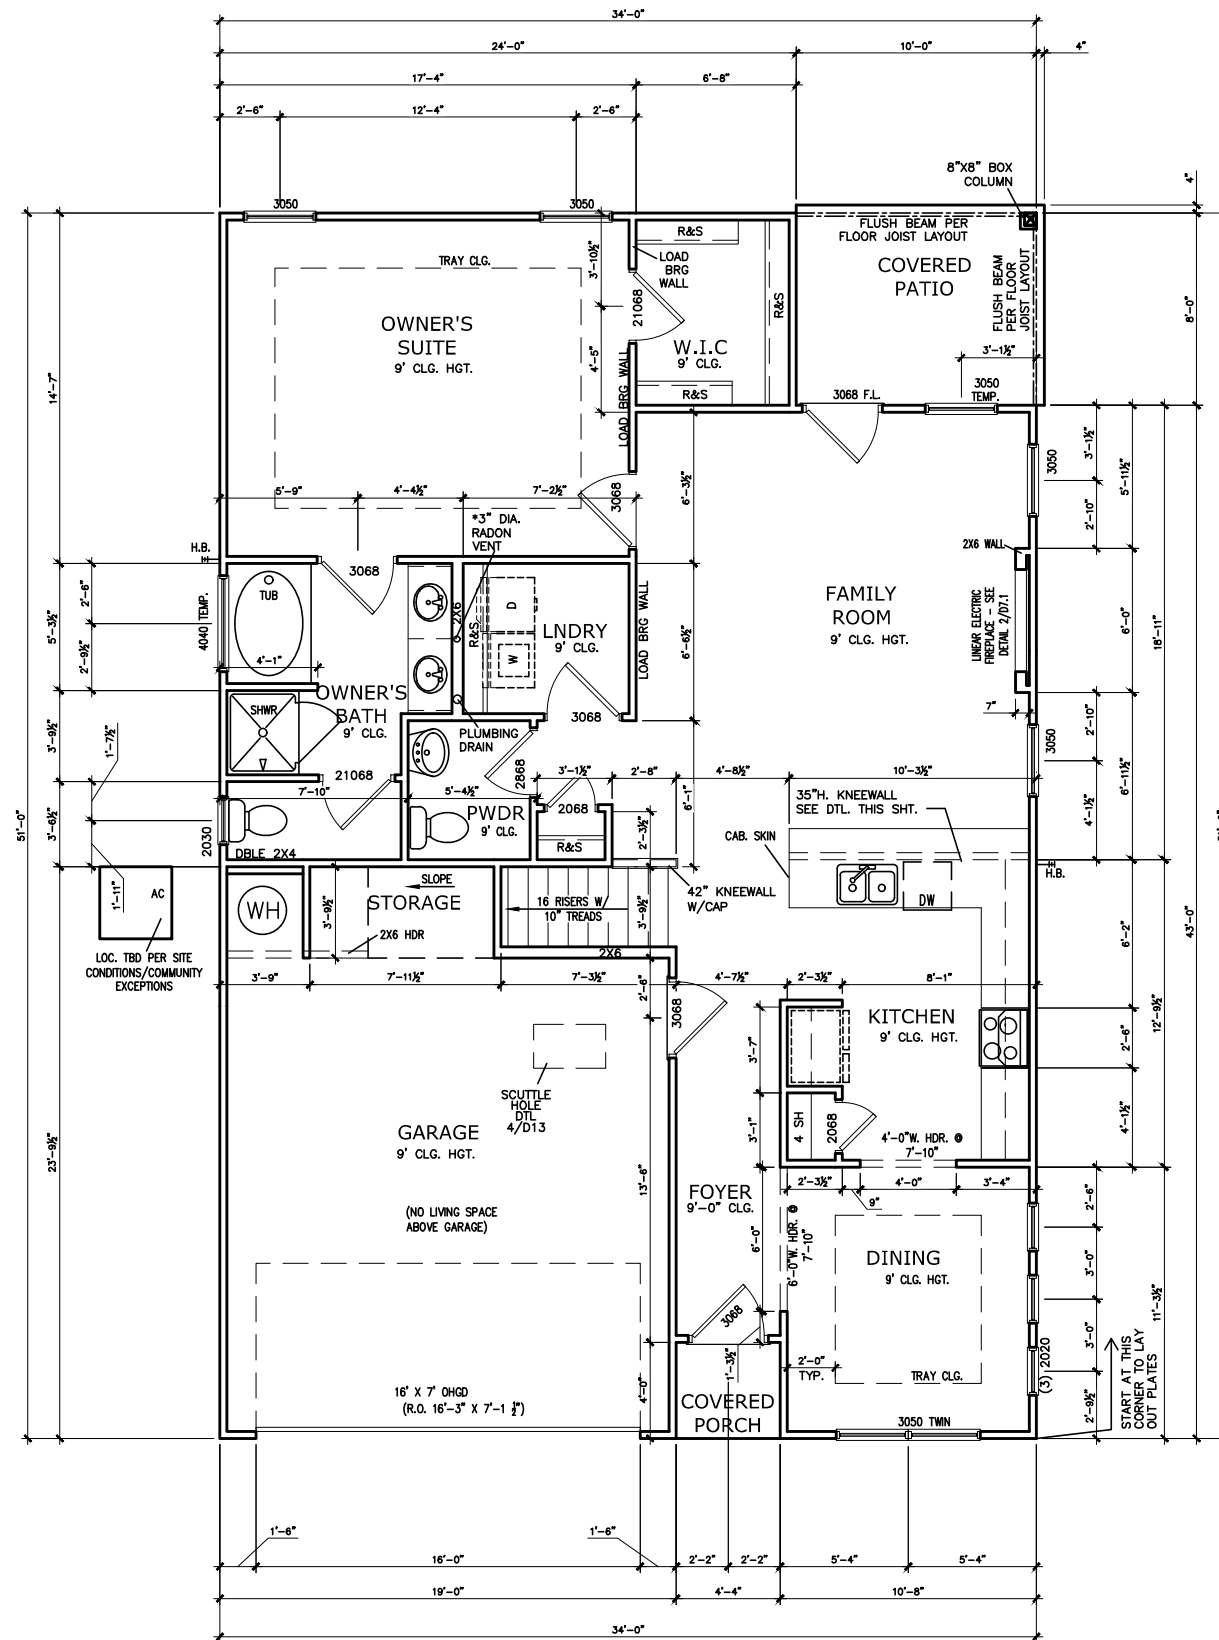 34'-0"
24'-0"
10'-0"
4"
17'-4"
6'-8"
2'-6"
12'-4"
2'-6"
8"X8" BOX
COLUMN
4"
3050
3050
R&S
FLUSH BEAM PER
FLOOR JOIST LAYOUT
TRAY CLG.
3'-10½"
LOAD
BRG
WALL
COVERED
PATIO
FLUSH BEAM
PER FLOOR
JOIST LAYOUT
8'-0"
21068
R&S
OWNER'S
SUITE
9' CLG. HGT.
W.I.C
9' CLG.
4'-5"
3'-1½"
14'-7"
LOAD BRG WALL
R&S
3068 F.L.
3050
TEMP.
3'-1½"
5'-11½"
3050
5'-9"
4'-4½"
7'-2½"
3068
6'-3½"
2'-10"
*3" DIA.
RADON
VENT
H.B.
2X6 WALL
3068
2'-6"
5'-3½"
4040 TEMP.
TUB
2X6
R&S
D
W
LNDRY
9' CLG.
LOAD BRG WALL
6'-6½"
FAMILY
ROOM
9' CLG. HGT.
LINEAR ELECTRIC
FIREPLACE - SEE
DETAIL 2/D7.1
6'-0"
18'-11"
2'-9½"
4'-1"
OWNER'S
BATH
9' CLG.
SHWR
3068
7"
2'-10"
1'-7½"
3'-9½"
PLUMBING
DRAIN
3050
21068
2868
3'-1½"
2'-8"
4'-8½"
10'-3½"
6'-11½"
7'-10"
5'-4½"
2068
6'-1"
35"H. KNEEWALL
SEE DTL. THIS SHT.
4'-1½"
3'-6½"
PWDR
9' CLG.
2'-3½"
CAB. SKIN
51'-0"
2030
DBLE 2X4
R&S
H.B.
AC
1'-11"
SLOPE
WH
STORAGE
3'-9½"
16 RISERS W/
10" TREADS
42" KNEEWALL
W/CAP
DW
43'-0"
2X6 HDR
3'-9½"
6'-2"
2X6
LOC. TBD PER SITE
CONDITIONS/COMMUNITY
EXCEPTIONS
3'-9"
7'-11½"
7'-3½"
2'-6"
4'-7½"
2'-3½"
8'-1"
3068
KITCHEN
9' CLG. HGT.
12'-9½"
2'-6"
3'-7"
SCUTTLE
HOLE
DTL
4/D13
GARAGE
9' CLG. HGT.
4 SH
2068
3'-1"
4'-0"W. HDR. @
7'-10"
4'-1½"
23'-9½"
13'-6"
2'-3½"
4'-0"
3'-4"
9"
FOYER
9'-0" CLG.
2'-6"
(NO LIVING SPACE
ABOVE GARAGE)
6'-0"
6'-0"W. HDR. @
7'-10"
DINING
9' CLG. HGT.
3'-0"
11'-3½"
3068
3'-0"
1'-3½"
2'-0"
TYP.
TRAY CLG.
(3) 2020
START AT THIS
CORNER TO LAY
OUT PLATES
16' X 7' OHGD
(R.O. 16'-3" X 7'-1 ½")
4'-0"
COVERED
PORCH
3050 TWIN
2'-9½"
1'-6"
1'-6"
16'-0"
2'-2"
2'-2"
5'-4"
5'-4"
19'-0"
4'-4"
10'-8"
34'-0"